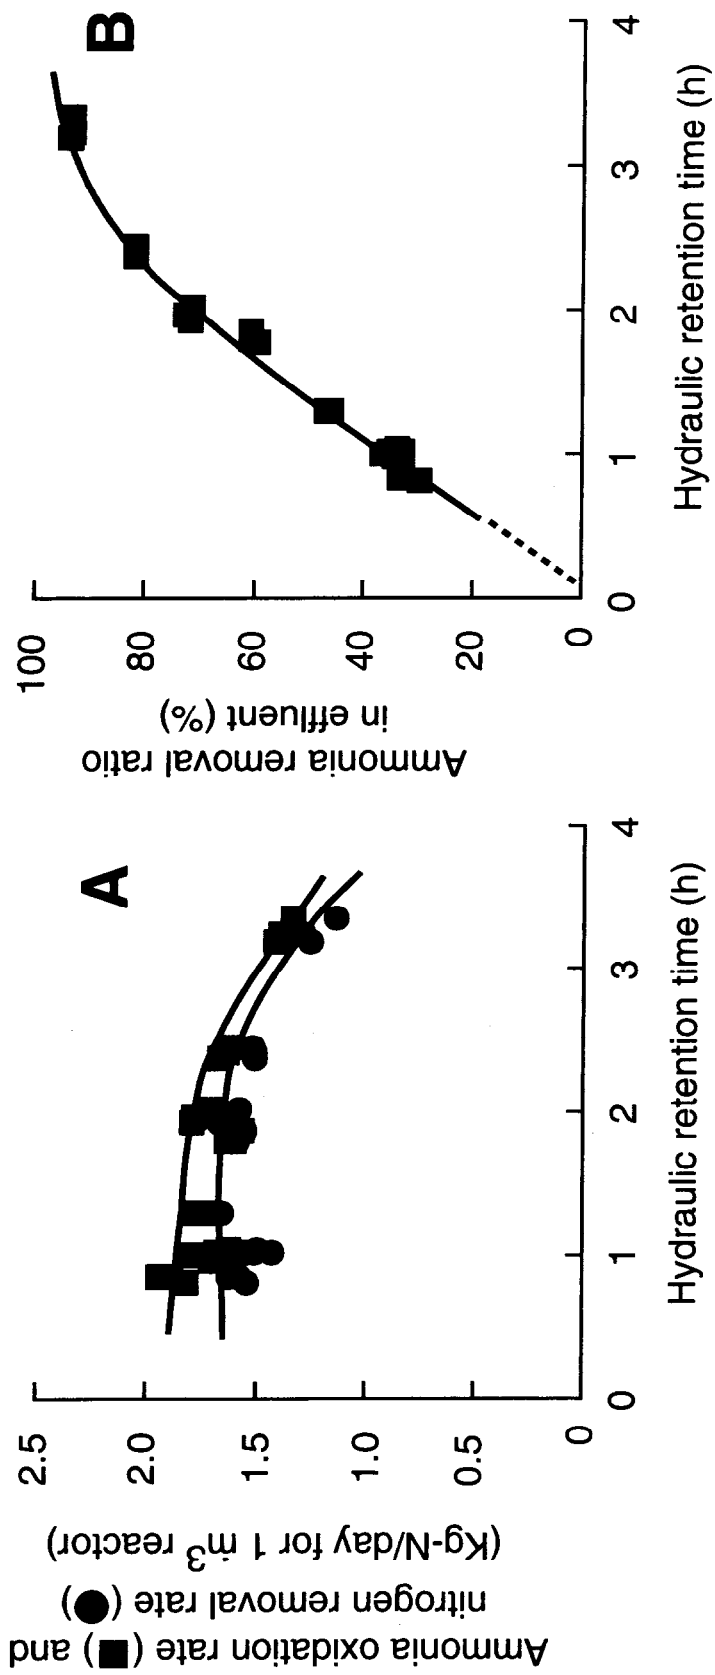 Ammonia oxidation rate (■) and
nitrogen removal rate (●)
(Kg-N/day for 1 m³ reactor)
2.5
2.0
1.5
1.0
0.5
0
A
0
1
2
3
4
Hydraulic retention time (h)
Ammonia removal ratio
in effluent (%)
100
80
60
40
20
0
B
0
1
2
3
4
Hydraulic retention time (h)